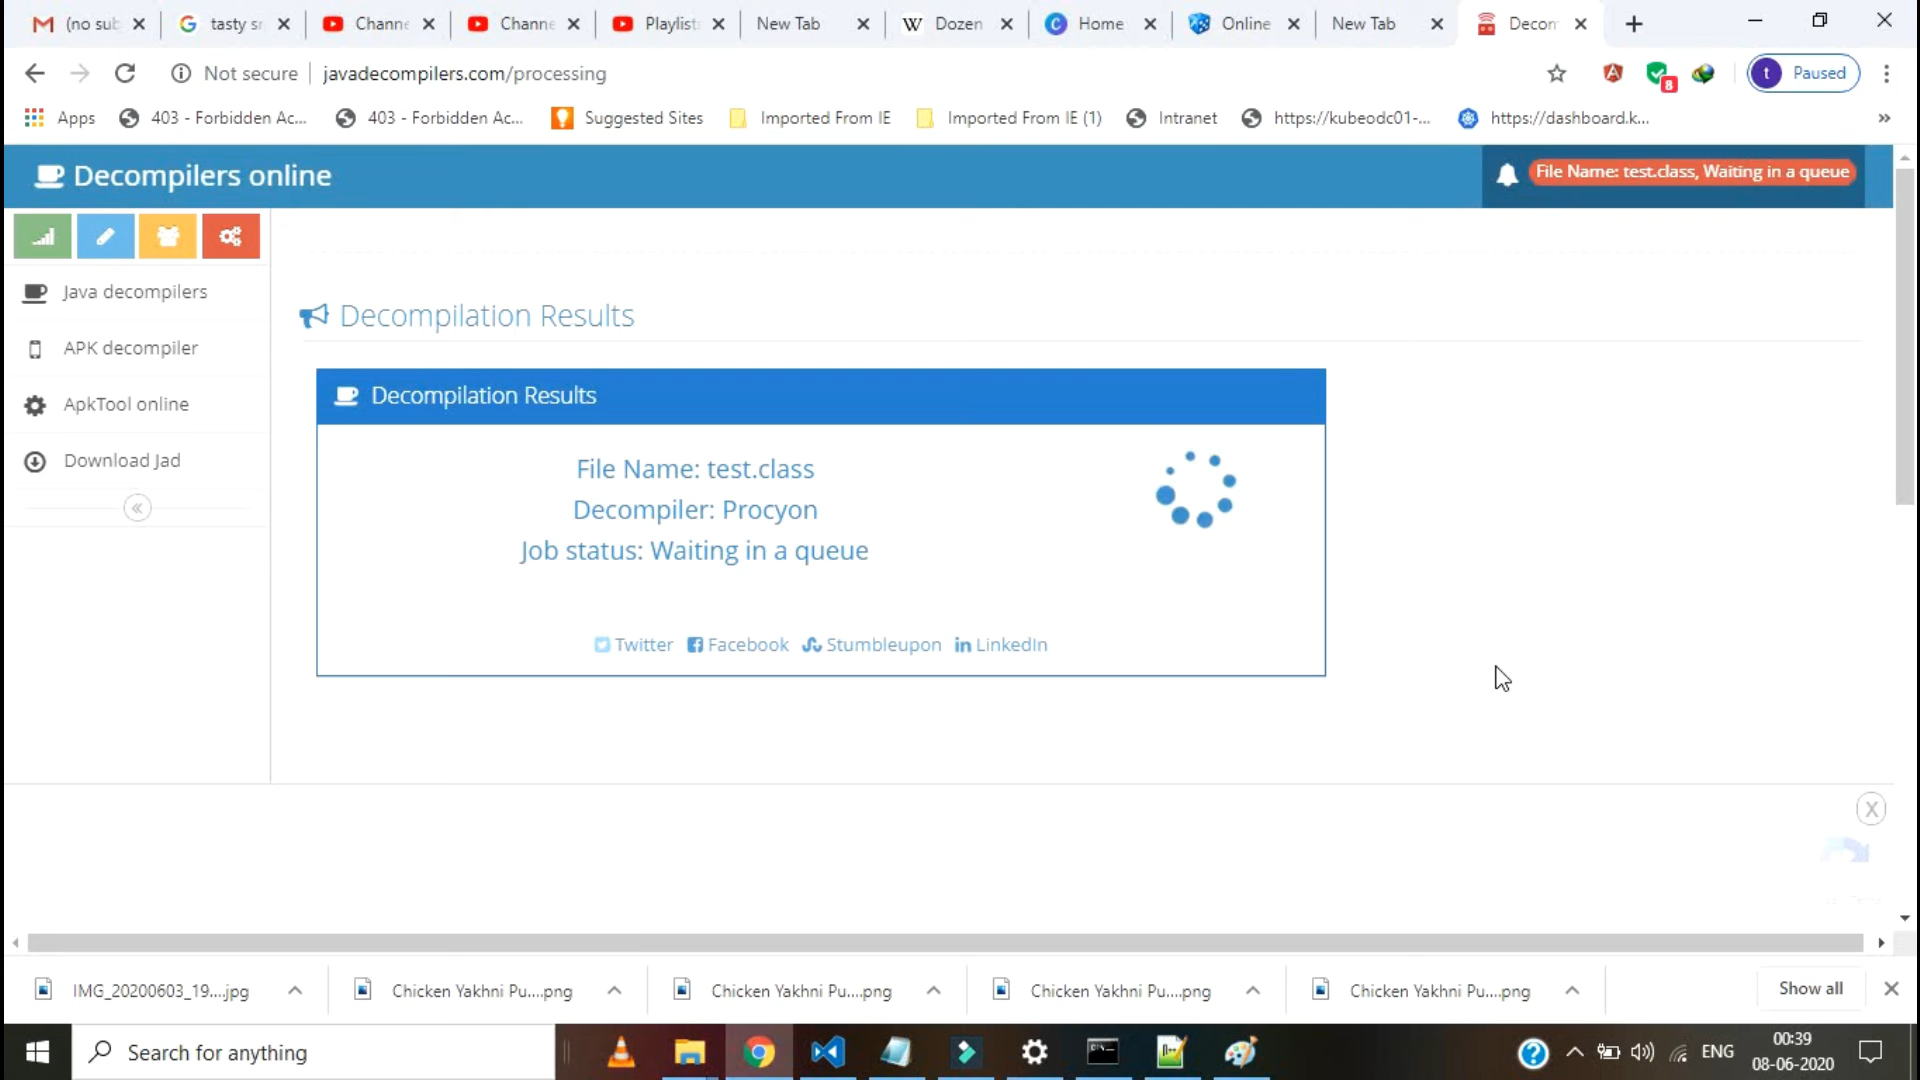 (no sub
tasty sr
Channe
Channe
Playlist
New Tab
Dozen
Home
Online
New Tab
Decom
Not secure
javadecompilers.com/processing
8
t
Paused
Apps
403 - Forbidden Ac...
403 - Forbidden Ac...
Suggested Sites
Imported From IE
Imported From IE (1)
Intranet
https://kubeodc01-...
https://dashboard.k...
»
Decompilers online
File Name: test.class, Waiting in a queue
Java decompilers
APK decompiler
ApkTool online
Download Jad
Decompilation Results
Decompilation Results
File Name: test.class
Decompiler: Procyon
Job status: Waiting in a queue
Twitter Facebook Stumbleupon LinkedIn
X
IMG_20200603_19....jpg
Chicken Yakhni Pu....png
Chicken Yakhni Pu....png
Chicken Yakhni Pu....png
Chicken Yakhni Pu....png
Show all
Search for anything
ENG
00:39
08-06-2020